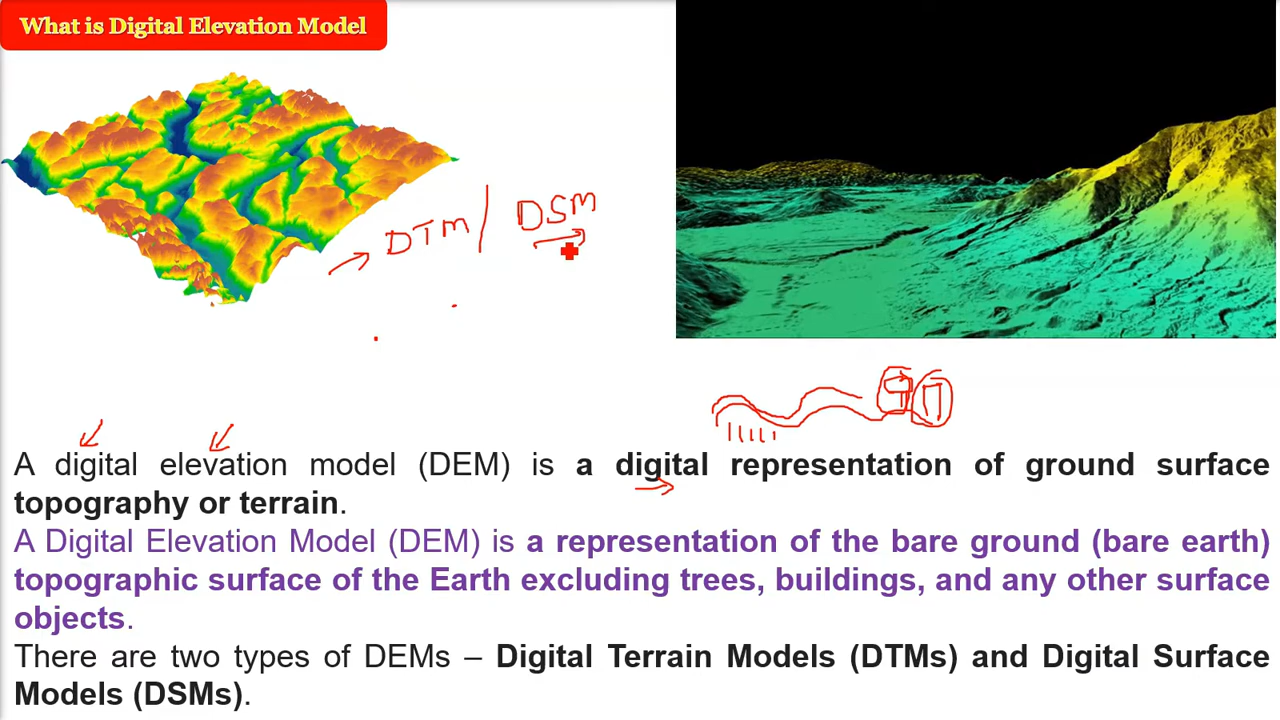 What is Digital Elevation Model
DTM / DSM
A digital elevation model (DEM) is a digital representation of ground surface
topography or terrain.
A Digital Elevation Model (DEM) is a representation of the bare ground (bare earth)
topographic surface of the Earth excluding trees, buildings, and any other surface
objects.
There are two types of DEMs – Digital Terrain Models (DTMs) and Digital Surface
Models (DSMs).